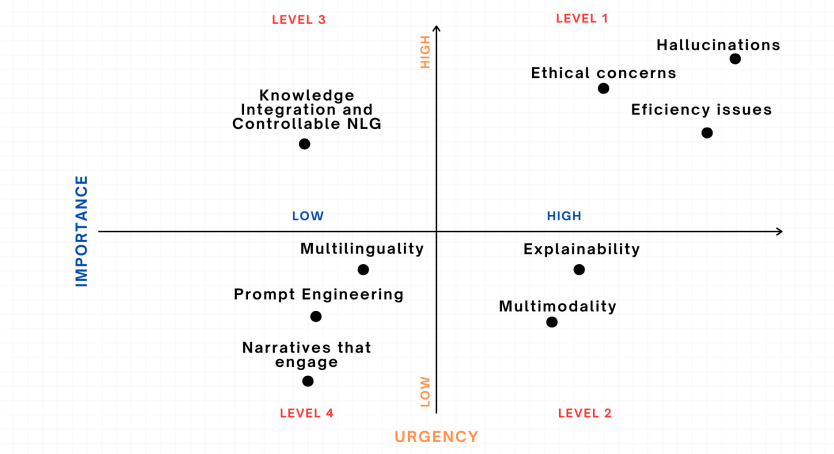 LEVEL 3
LEVEL 1
HIGH
Hallucinations
Ethical concerns
Knowledge
Integration and
Controllable NLG
Eficiency issues
IMPORTANCE
LOW
HIGH
Multilinguality
Explainability
Prompt Engineering
Multimodality
Narratives that
engage
LOW
LEVEL 4
LEVEL 2
URGENCY